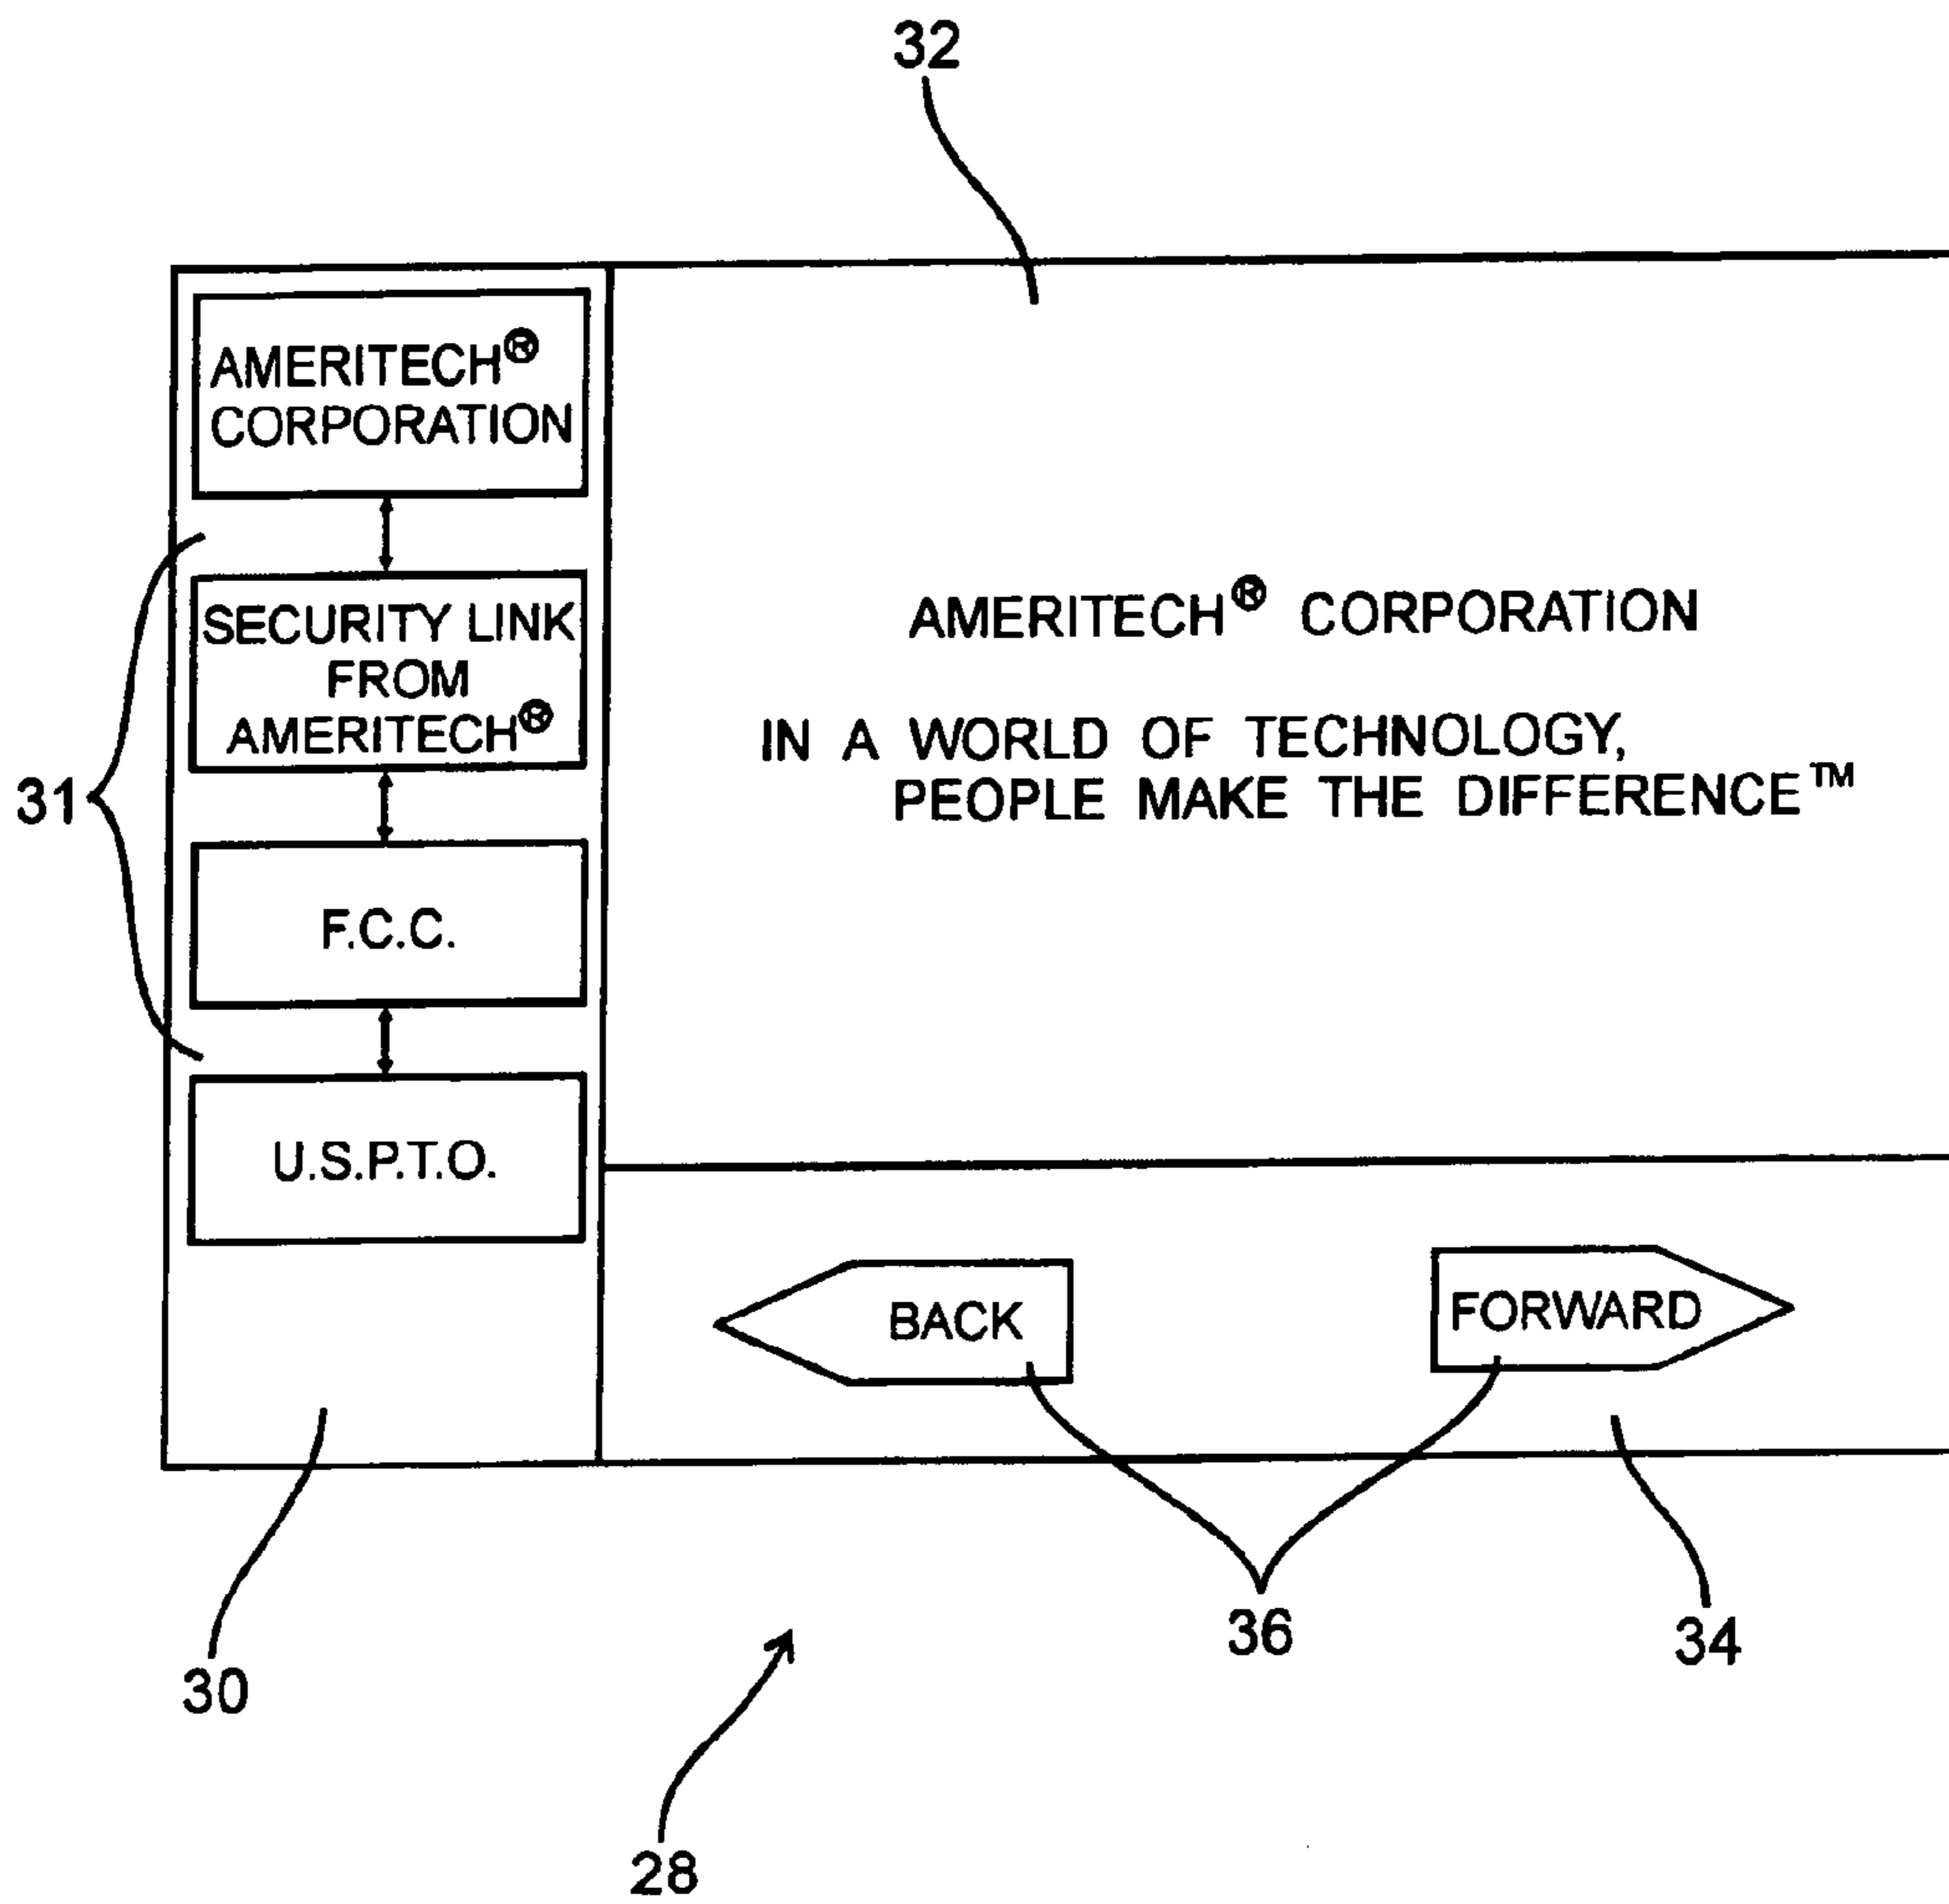 32
AMERITECH®
CORPORATION
SECURITY LINK
FROM
AMERITECH®
F.C.C.
U.S.P.T.O.
31
AMERITECH® CORPORATION
IN A WORLD OF TECHNOLOGY,
PEOPLE MAKE THE DIFFERENCE™
BACK
FORWARD
30
36
34
28